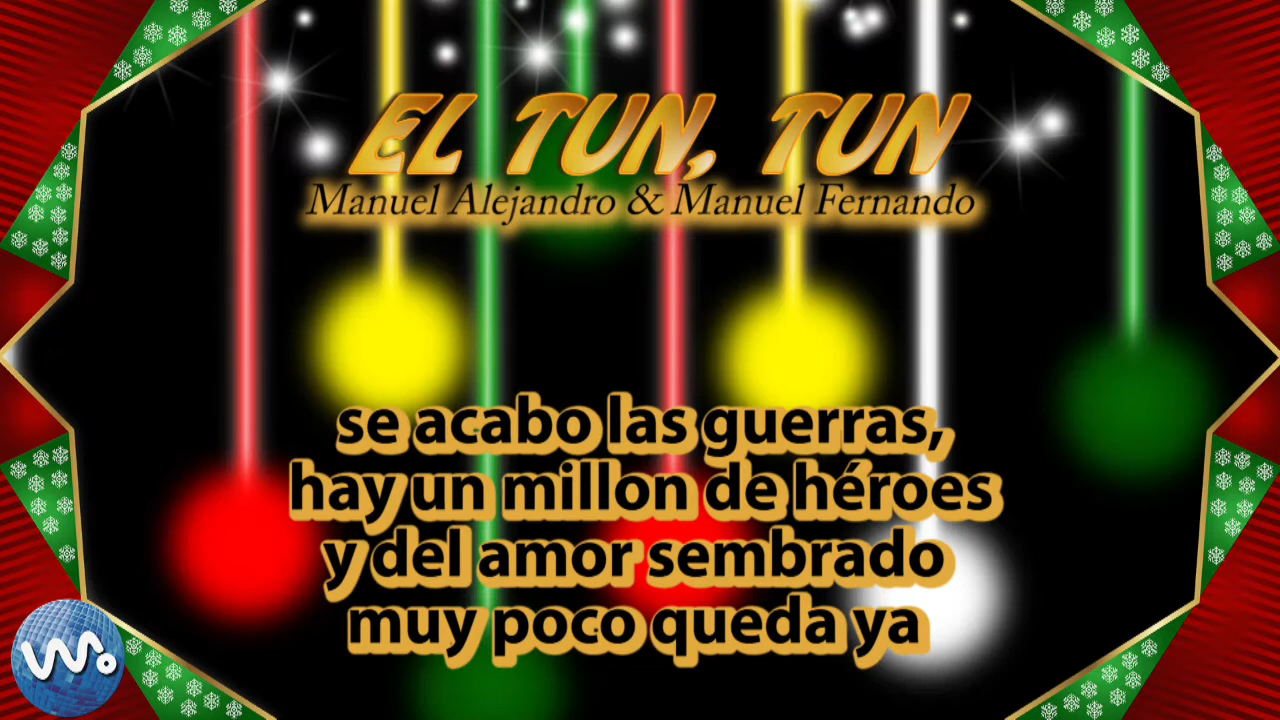 EL TUN, TUN
Manuel Alejandro & Manuel Fernando
se acabo las guerras,
hay un millon de héroes
y del amor sembrado
muy poco queda ya